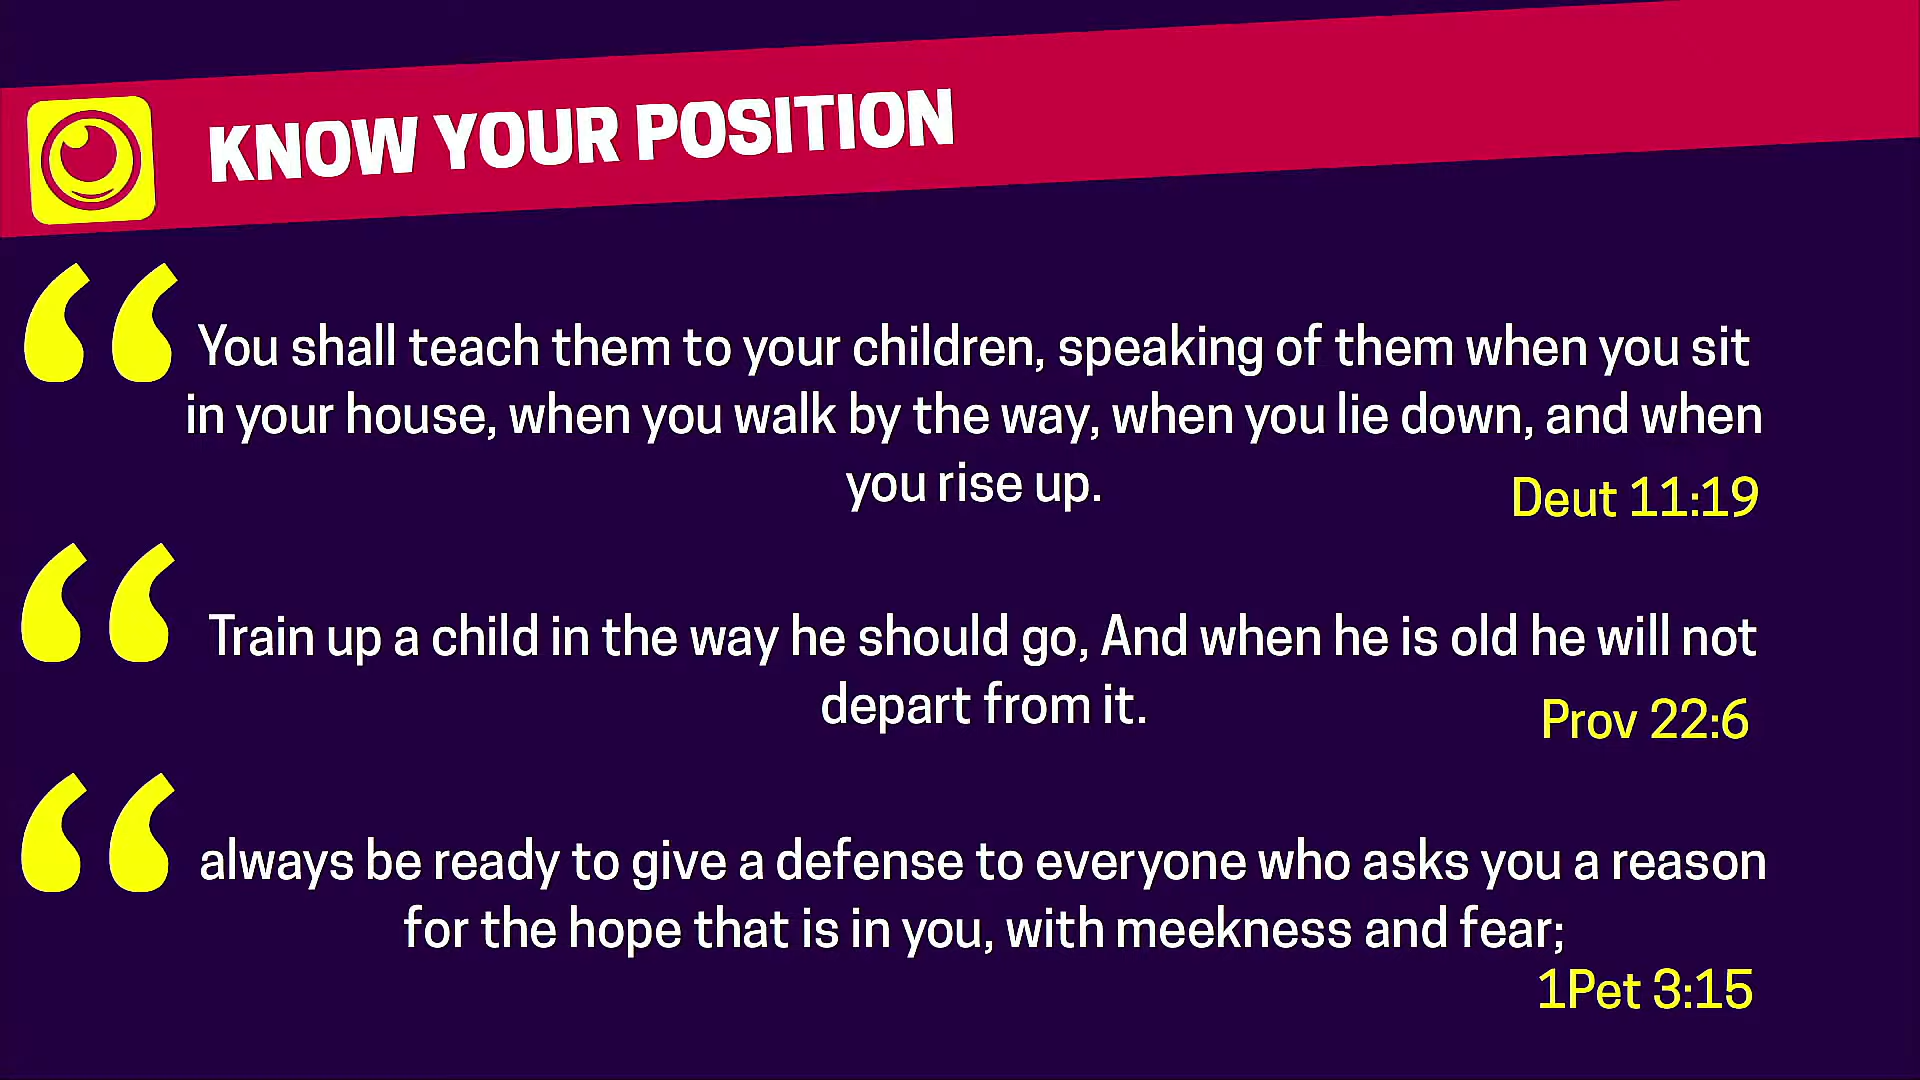 KNOW YOUR POSITION
You shall teach them to your children, speaking of them when you sit
in your house, when you walk by the way, when you lie down, and when
you rise up.
Deut 11:19
Train up a child in the way he should go, And when he is old he will not
depart from it.
Prov 22:6
always be ready to give a defense to everyone who asks you a reason
for the hope that is in you, with meekness and fear;
1Pet 3:15